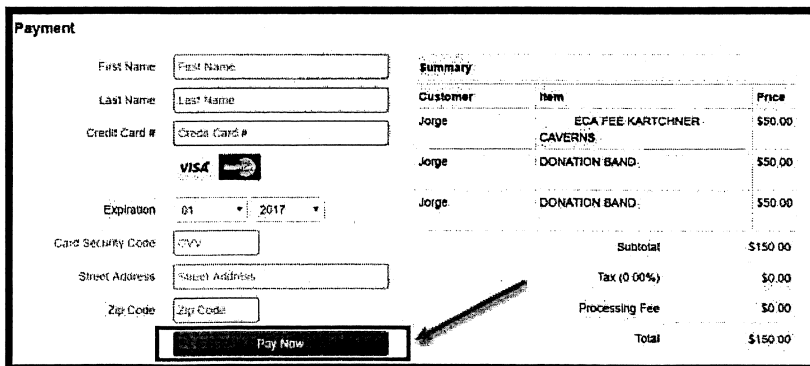 Payment
First Name
First Name
Last Name
Last Name
Credit Card #
Credit Card #
VISA
Expiration
01
2017
Card Security Code
CVV
Street Address
Street Address
Zip Code
Zip Code
Pay Now
Summary
Customer Item Price
Jorge ECA FEE-KARTCHNER CAVERNS $50.00
Jorge DONATION BAND $50.00
Jorge DONATION BAND $50.00
Subtotal $150.00
Tax (0.00%) $0.00
Processing Fee $0.00
Total $150.00